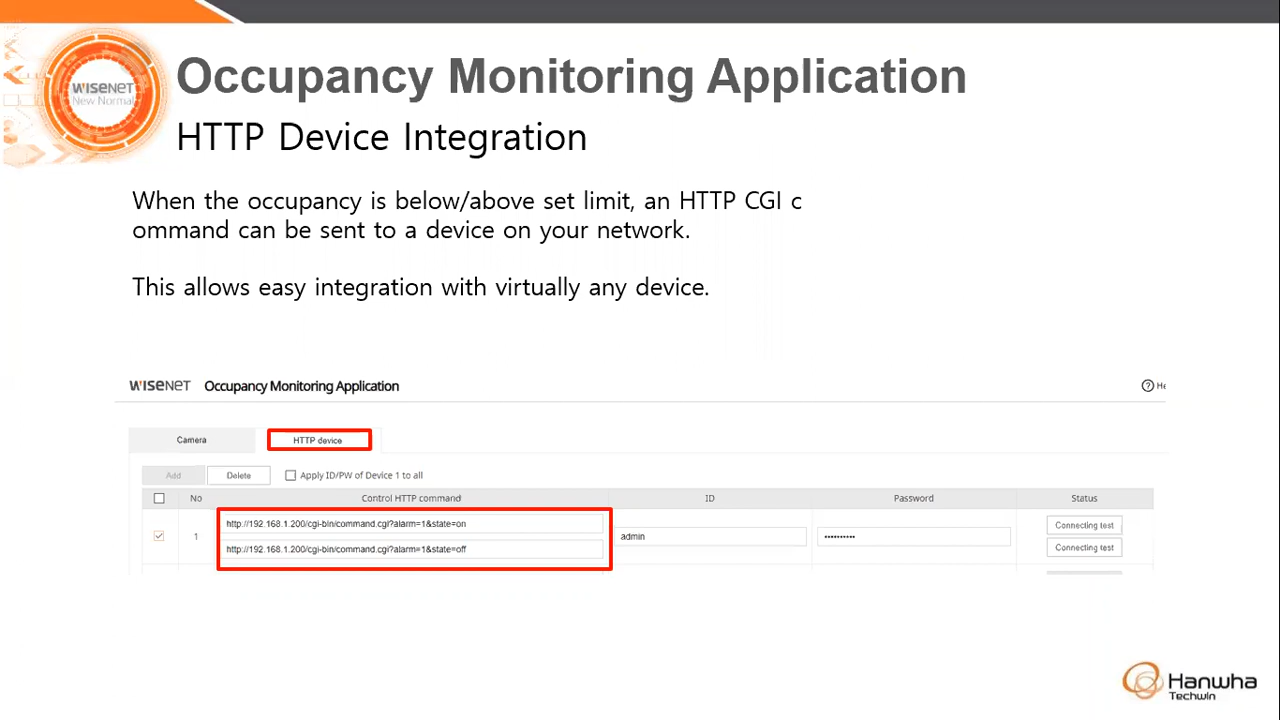 WISENET
New Normal
Occupancy Monitoring Application
HTTP Device Integration
When the occupancy is below/above set limit, an HTTP CGI c
ommand can be sent to a device on your network.
This allows easy integration with virtually any device.
WISENET Occupancy Monitoring Application
He
Camera HTTP device
Add Delete Apply ID/PW of Device 1 to all
No Control HTTP command ID Password Status
http://192.168.1.200/cgi-bin/command.cgi?alarm=1&state=on Connecting test
1 admin ••••••••••
http://192.168.1.200/cgi-bin/command.cgi?alarm=1&state=off Connecting test
Hanwha
Techwin